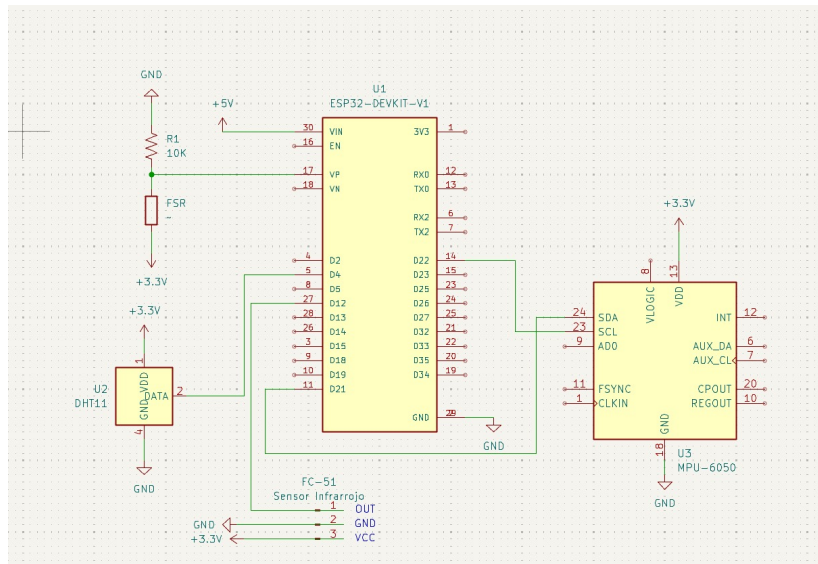 GND
R1
10K
FSR
-
+3.3V
+5V
U1
ESP32-DEVKIT-V1
30 VIN
16 EN
17 VP
18 VN
4 D2
5 D4
8 D5
27 D12
28 D13
26 D14
3 D15
9 D18
10 D19
11 D21
3V3 1
RX0 12
TX0 13
RX2 6
TX2 7
D22 14
D23 15
D25 23
D26 24
D27 25
D32 21
D33 22
D35 20
D34 19
GND
GND
+3.3V
1
VDD
U2
DHT11
DATA 2
GND
4
GND
FC-51
Sensor Infrarrojo
1 OUT
GND 2 GND
+3.3V 3 VCC
+3.3V
8 13
VLOGIC VDD
24 SDA
23 SCL
9 AD0
11 FSYNC
1 CLKIN
INT 12
AUX_DA 6
AUX_CL 7
CPOUT 20
REGOUT 10
GND
18
U3
MPU-6050
GND